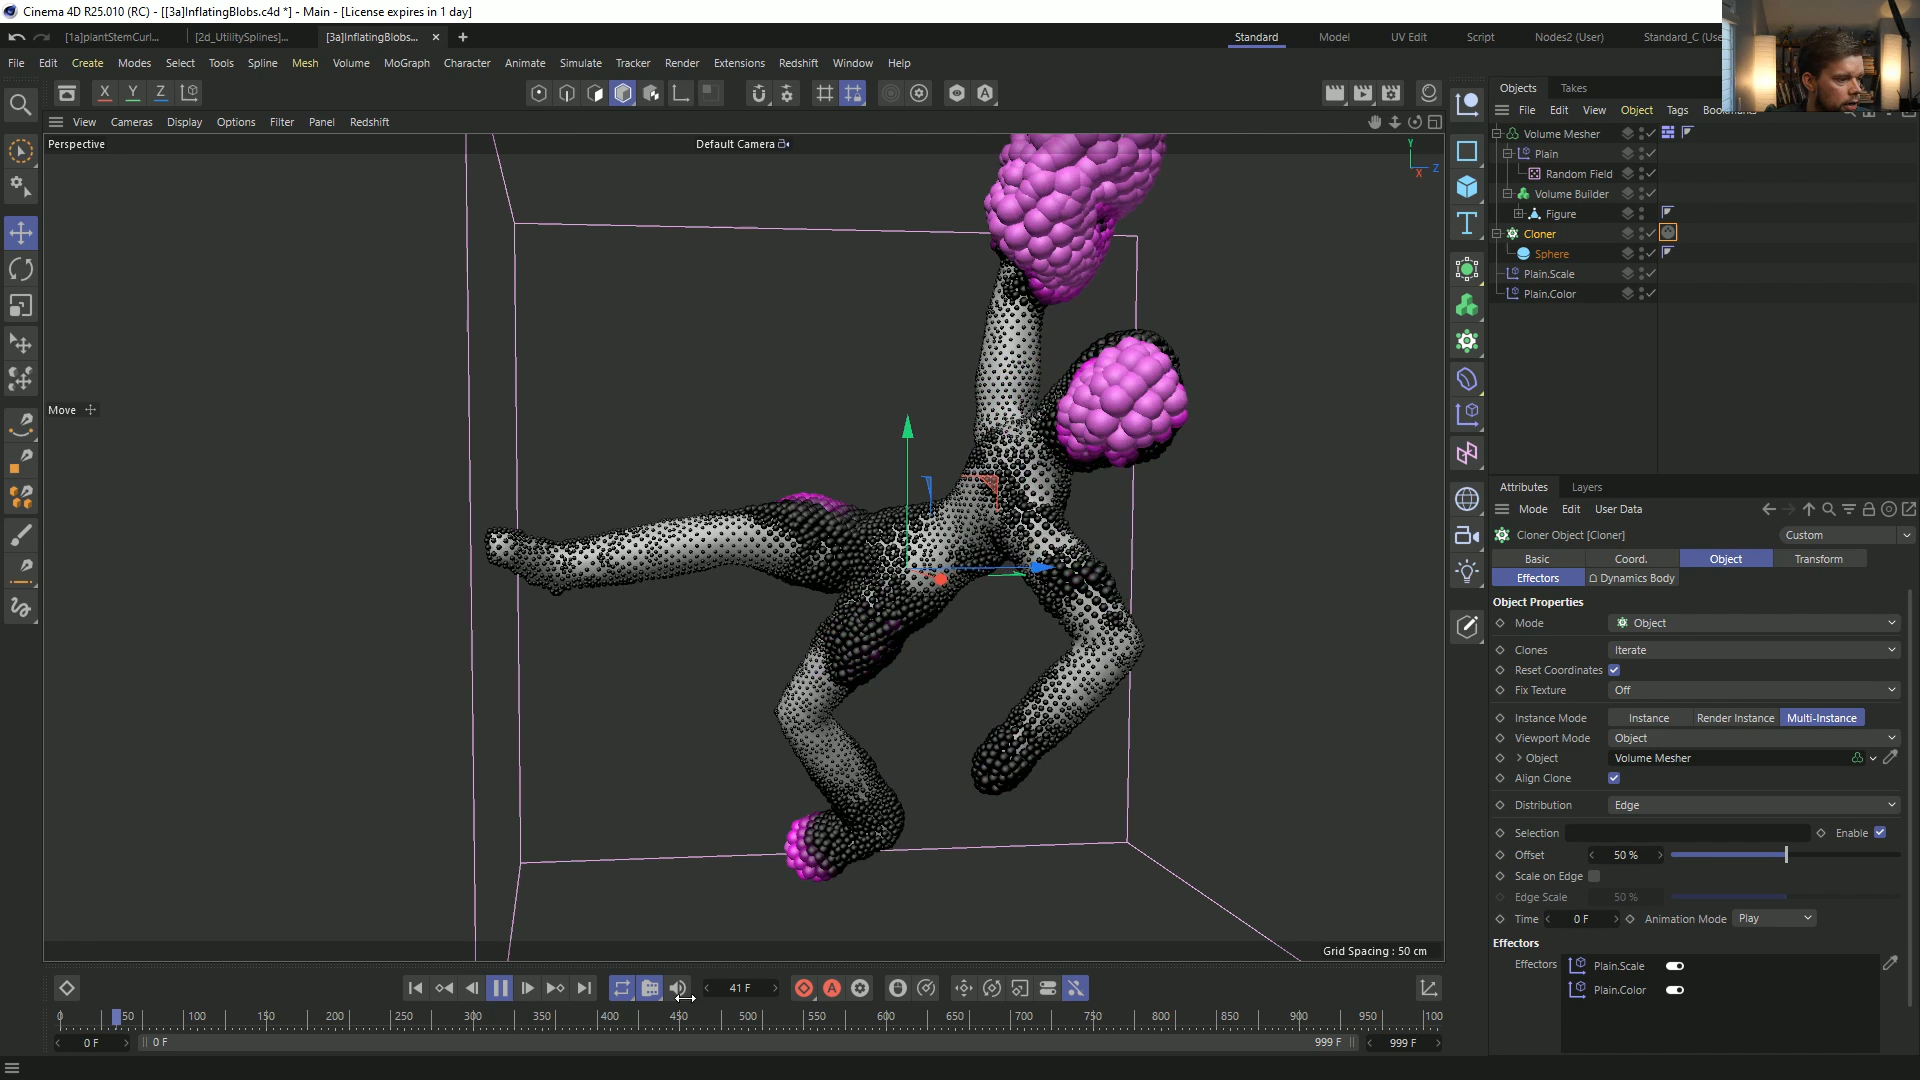 Cinema 4D R25.010 (RC) - [[3a]InflatingBlobs.c4d *] - Main - [License expires in 1 day]
[1a]plantStemCurl... [2d_UtilitySplines]... [3a]InflatingBlobs... × +
Standard Model UV Edit Script Nodes2 (User) Standard_C (Use
File Edit Create Modes Select Tools Spline Mesh Volume MoGraph Character Animate Simulate Tracker Render Extensions Redshift Window Help
X Y Z
View Cameras Display Options Filter Panel Redshift
Perspective
Default Camera
Y
X Z
Move
Grid Spacing : 50 cm
Objects Takes
File Edit View Object Tags
Volume Mesher
Plain
Random Field
Volume Builder
Figure
Cloner
Sphere
Plain.Scale
Plain.Color
Attributes Layers
Mode Edit User Data
Cloner Object [Cloner] Custom
Basic Coord. Object Transform
Effectors Dynamics Body
Object Properties
Mode Object
Clones Iterate
Reset Coordinates
Fix Texture Off
Instance Mode Instance Render Instance Multi-Instance
Viewport Mode Object
Object Volume Mesher
Align Clone
Distribution Edge
Selection Enable
Offset 50 %
Scale on Edge
Edge Scale 50 %
Time 0 F Animation Mode Play
Effectors
Effectors Plain.Scale
Plain.Color
41 F
0 50 100 150 200 250 300 350 400 450 500 550 600 650 700 750 800 850 900 950 100
0 F 0 F 999 F 999 F